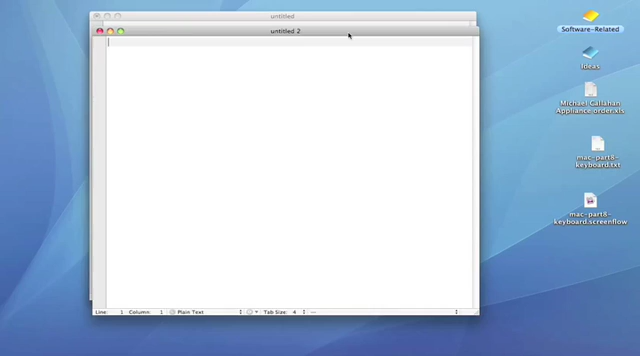 untitled
untitled 2
Software-Related
Ideas
Michael Callahan
Appliance order.xls
mac-part8-
keyboard.txt
mac-part8-
keyboard.screenflow
Line: 1 Column 1 Plain Text Tab Size: 4 —